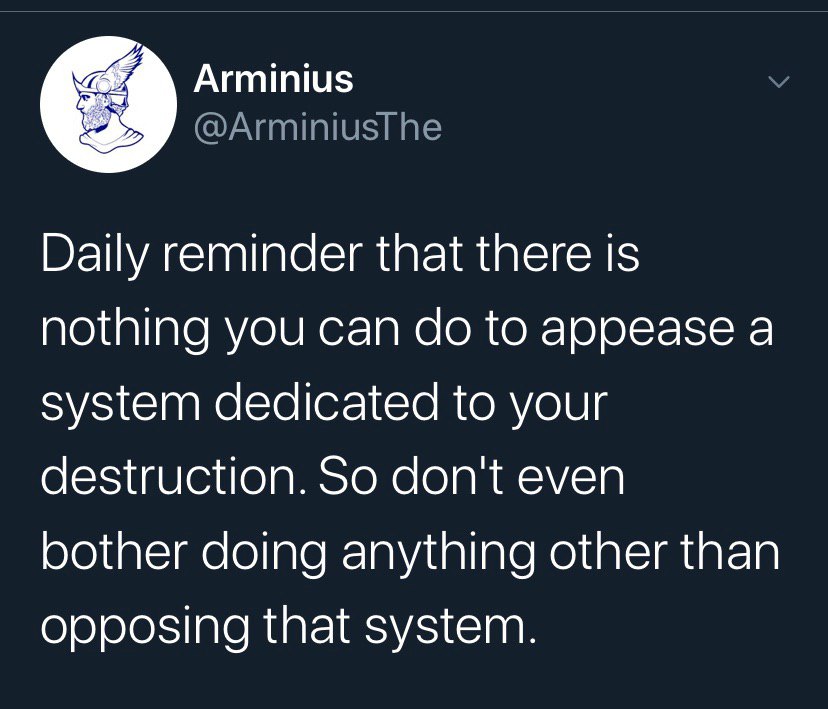 Arminius
@ArminiusThe
Daily reminder that there is
nothing you can do to appease a
system dedicated to your
destruction. So don't even
bother doing anything other than
opposing that system.